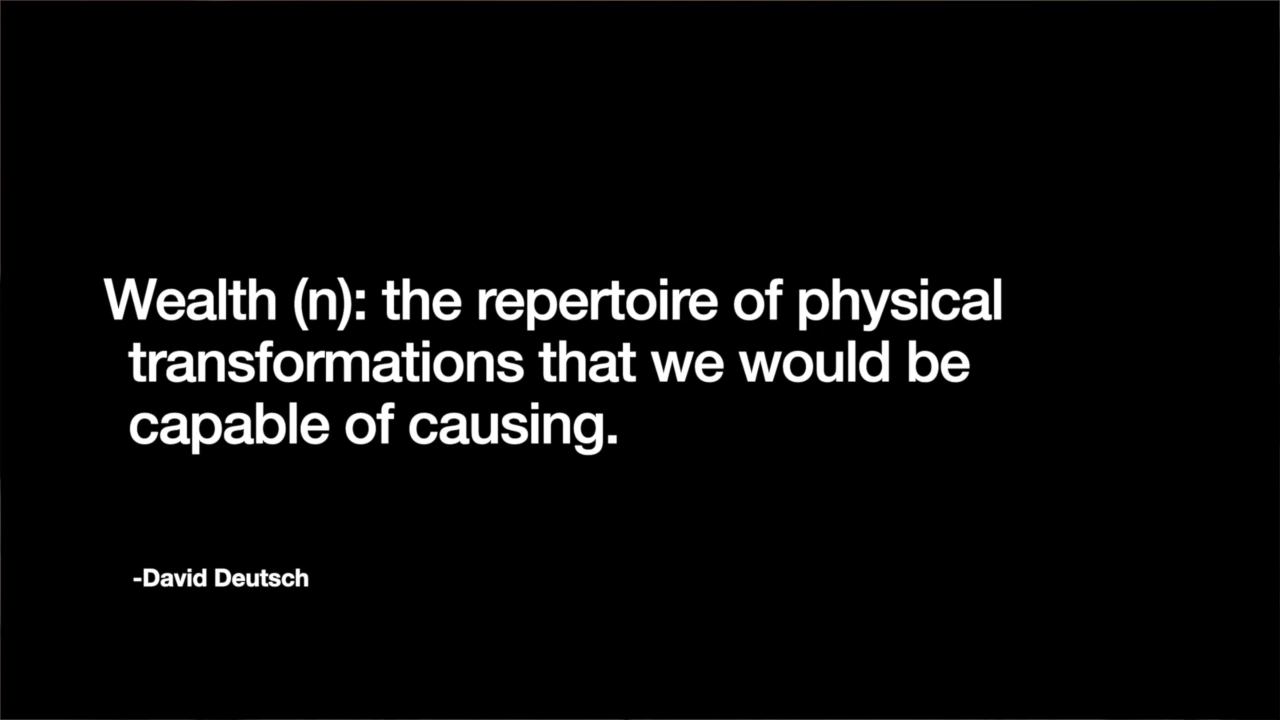 Wealth (n): the repertoire of physical
transformations that we would be
capable of causing.
-David Deutsch